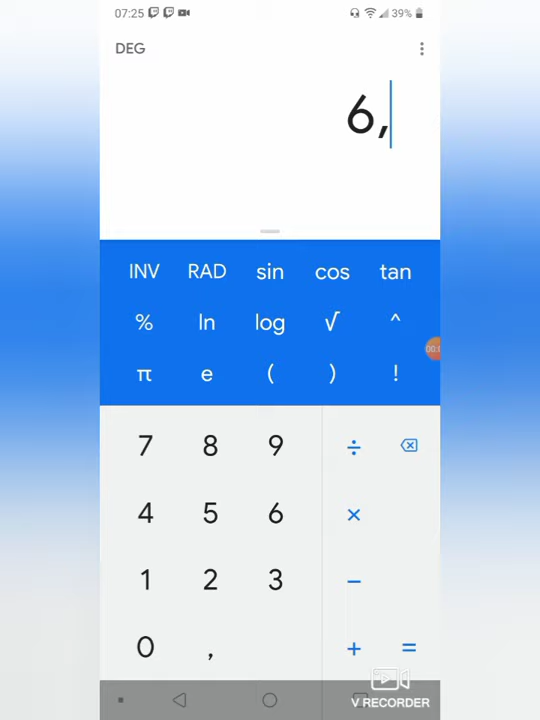 07:25 39%
DEG
6,
INV RAD sin cos tan
% ln log √ ^
π e ( ) !
7 8 9 ÷
4 5 6 ×
1 2 3 −
0 , + =
V RECORDER